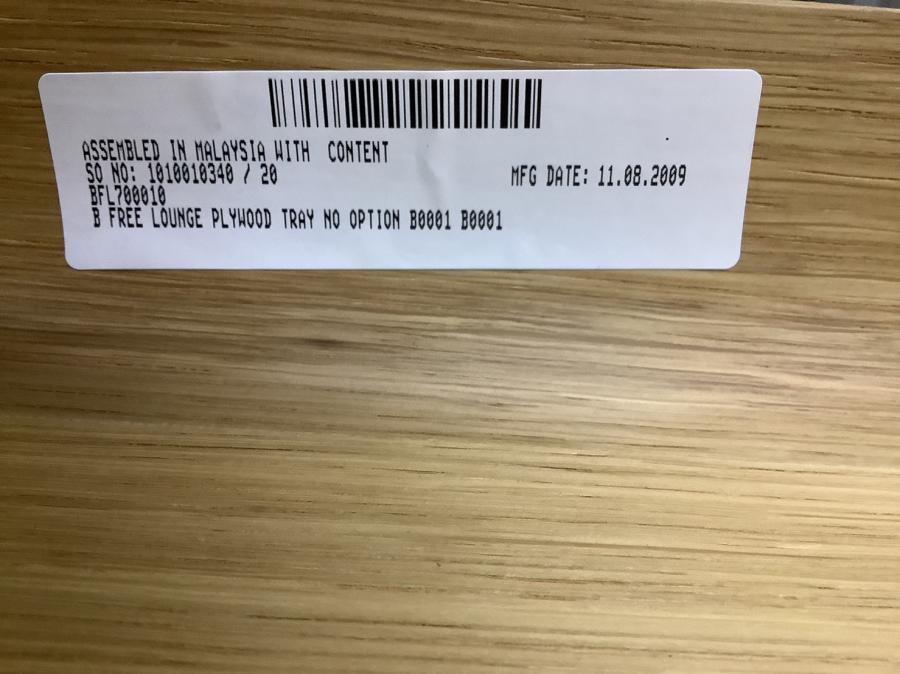 ASSEMBLED IN MALAYSIA WITH CONTENT
SO NO: 1010010340 / 20
MFG DATE: 11.08.2009
BFL700010
B FREE LOUNGE PLYWOOD TRAY NO OPTION B0001 B0001